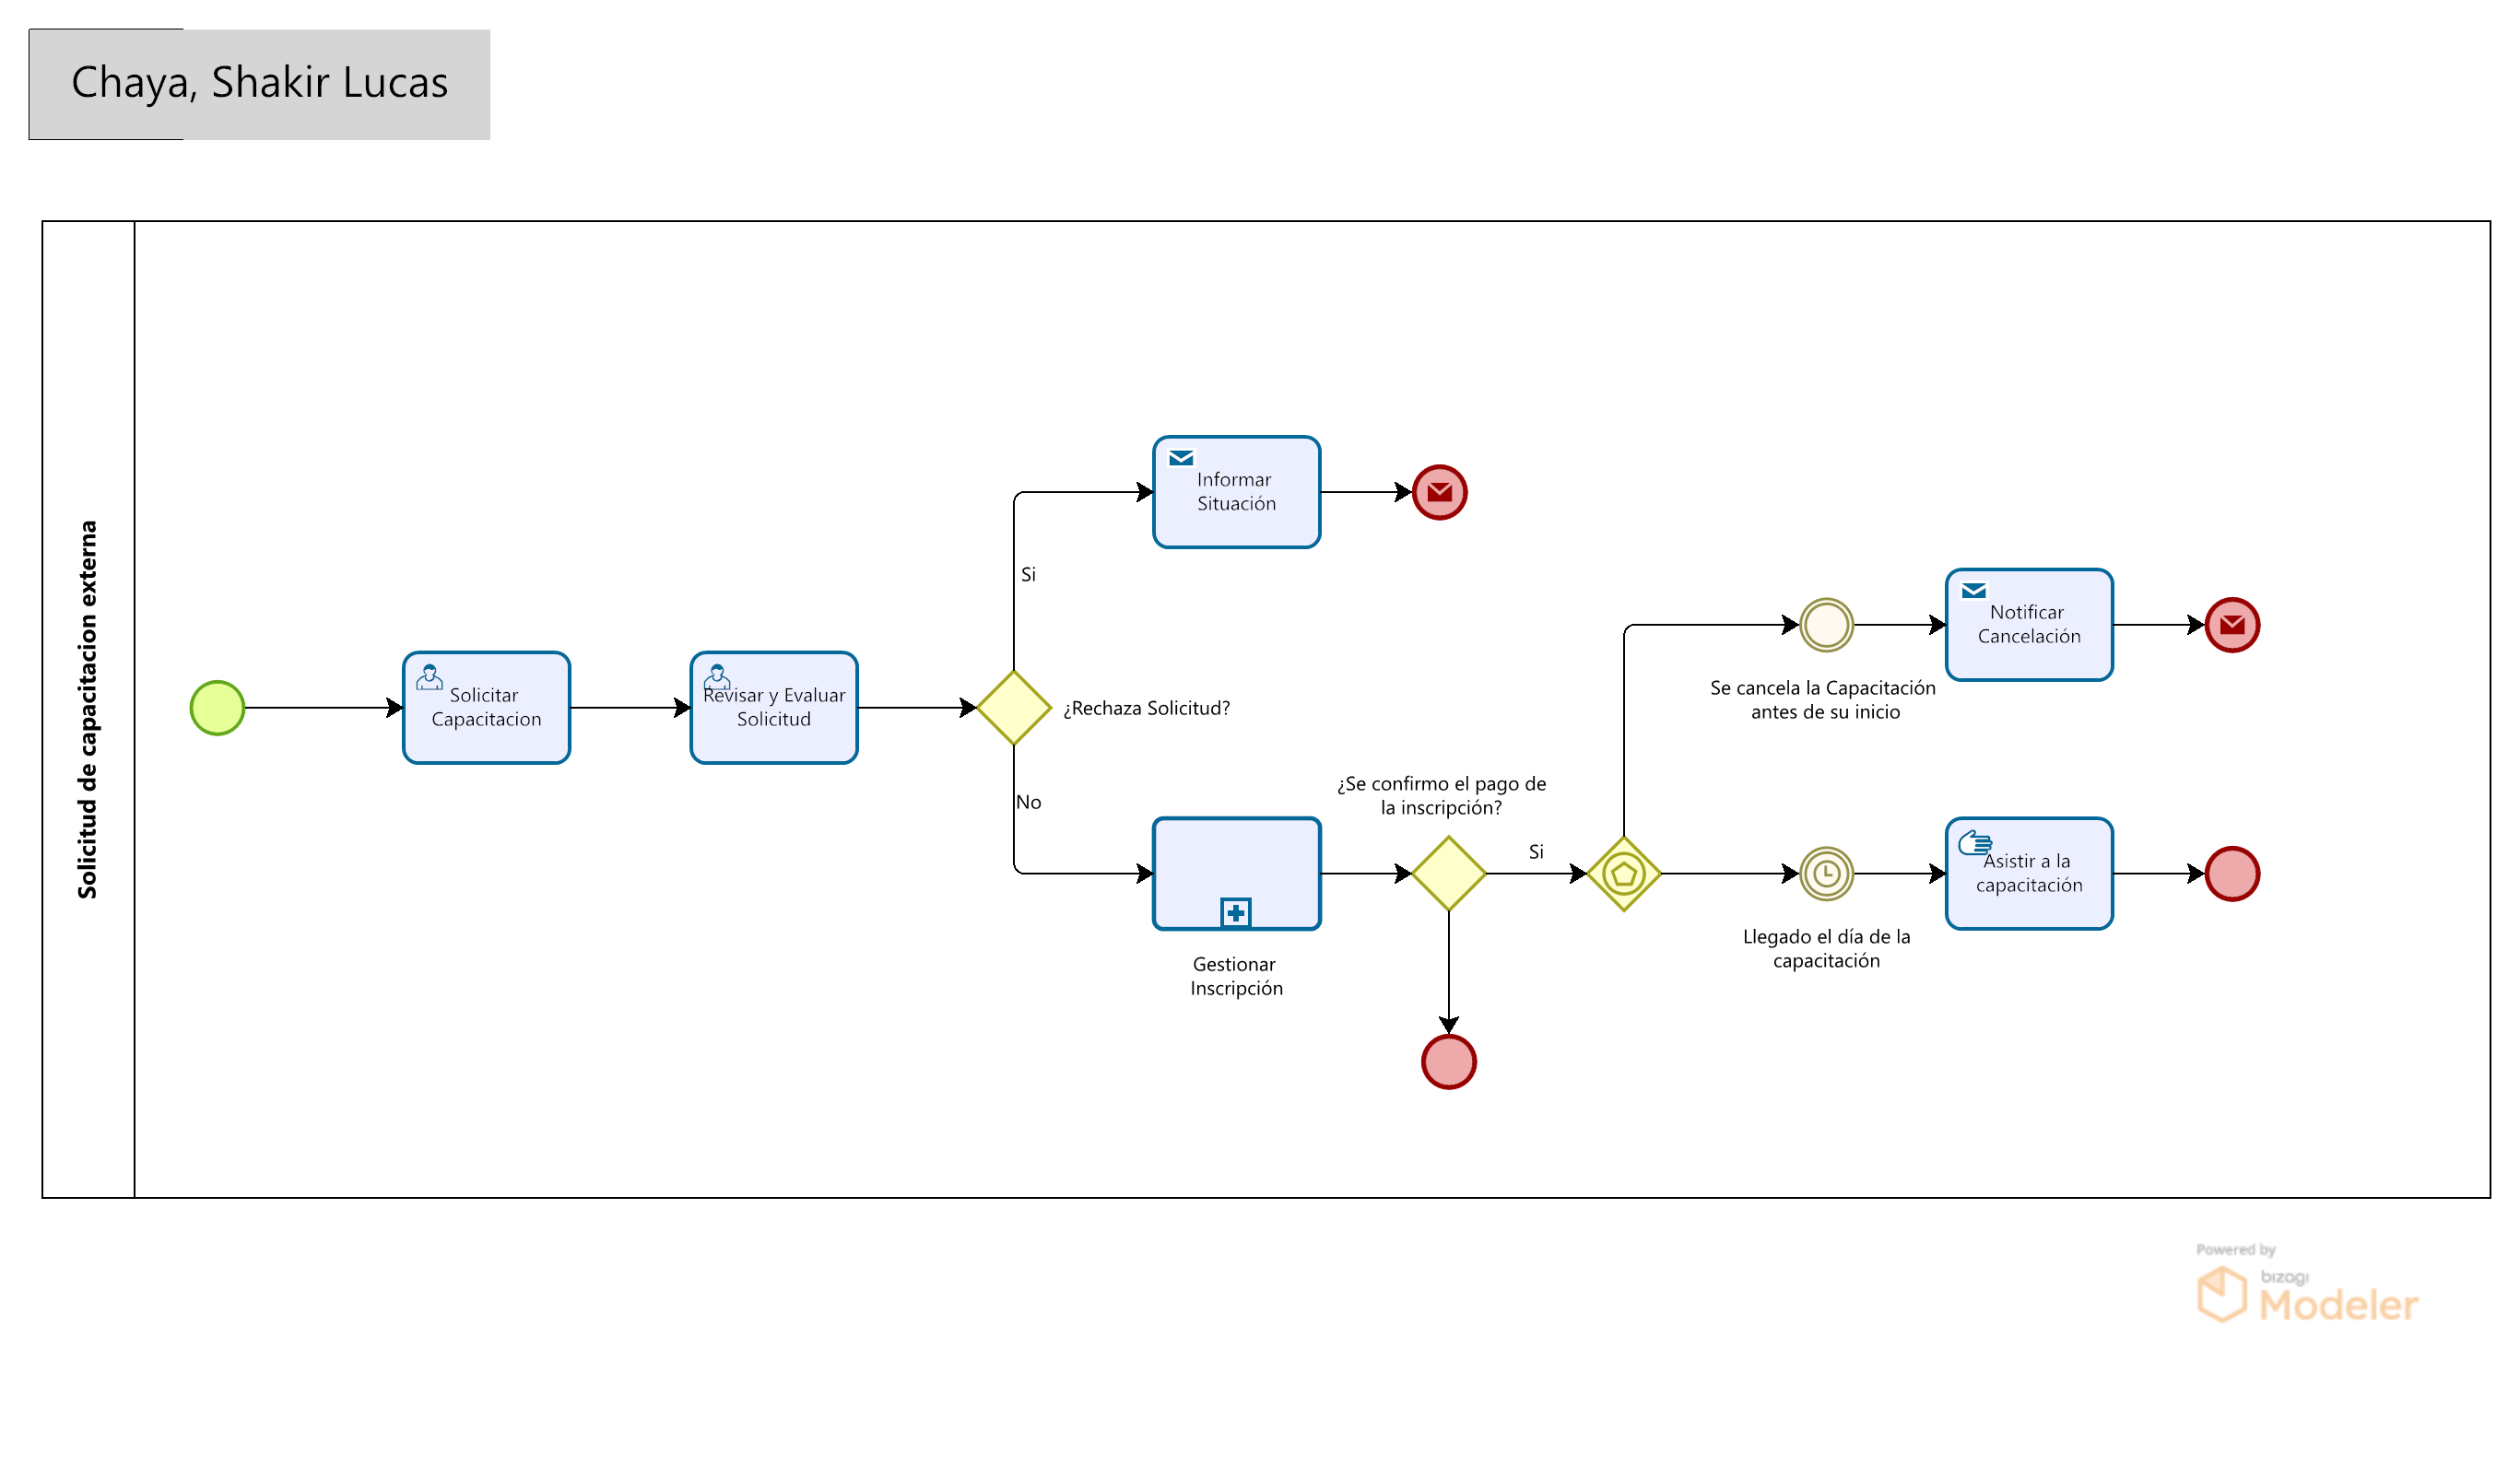 Chaya, Shakir Lucas
Solicitud de capacitacion externa
Solicitar
Capacitacion
Revisar y Evaluar
Solicitud
¿Rechaza Solicitud?
Si
Informar
Situación
No
Gestionar
Inscripción
¿Se confirmo el pago de
la inscripción?
Si
Se cancela la Capacitación
antes de su inicio
Notificar
Cancelación
Llegado el día de la
capacitación
Asistir a la
capacitación
Powered by
bizagi
Modeler